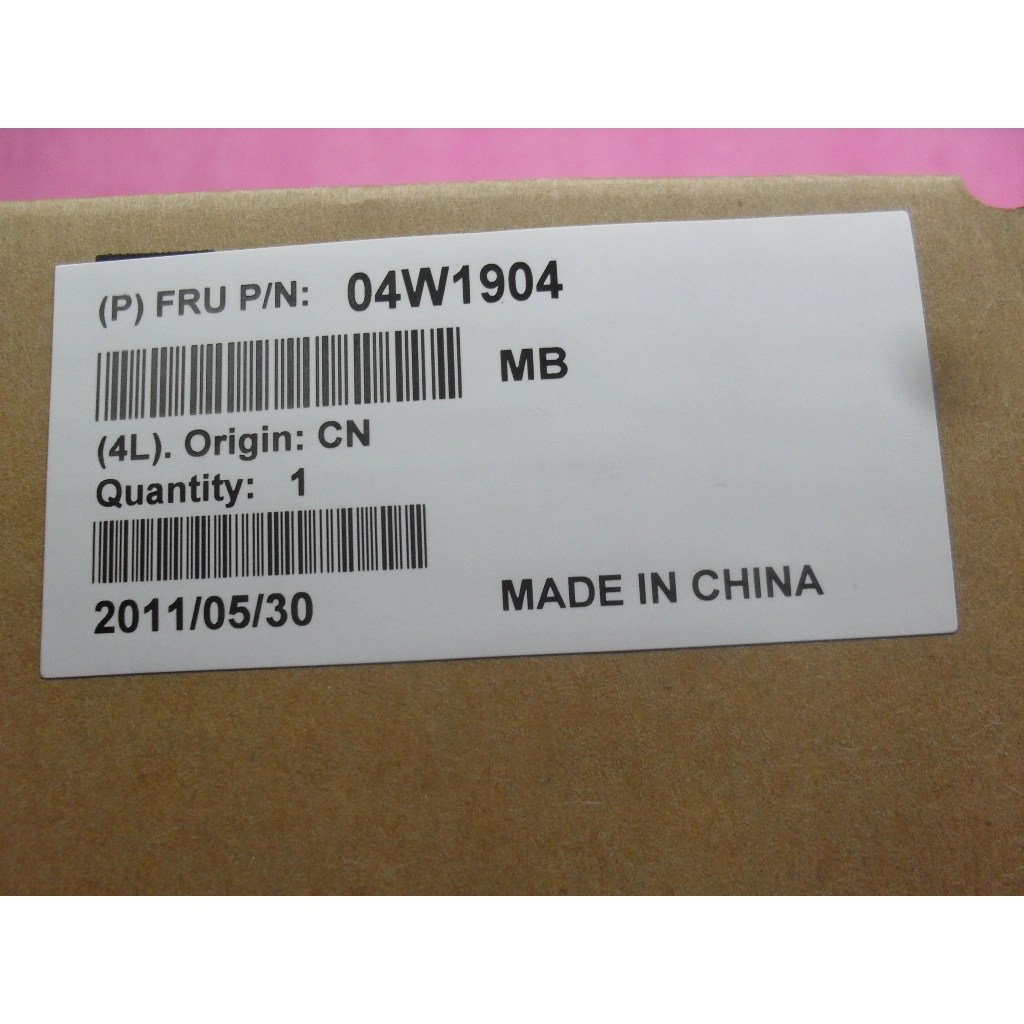 (P) FRU P/N: 04W1904
MB
(4L). Origin: CN
Quantity: 1
2011/05/30
MADE IN CHINA